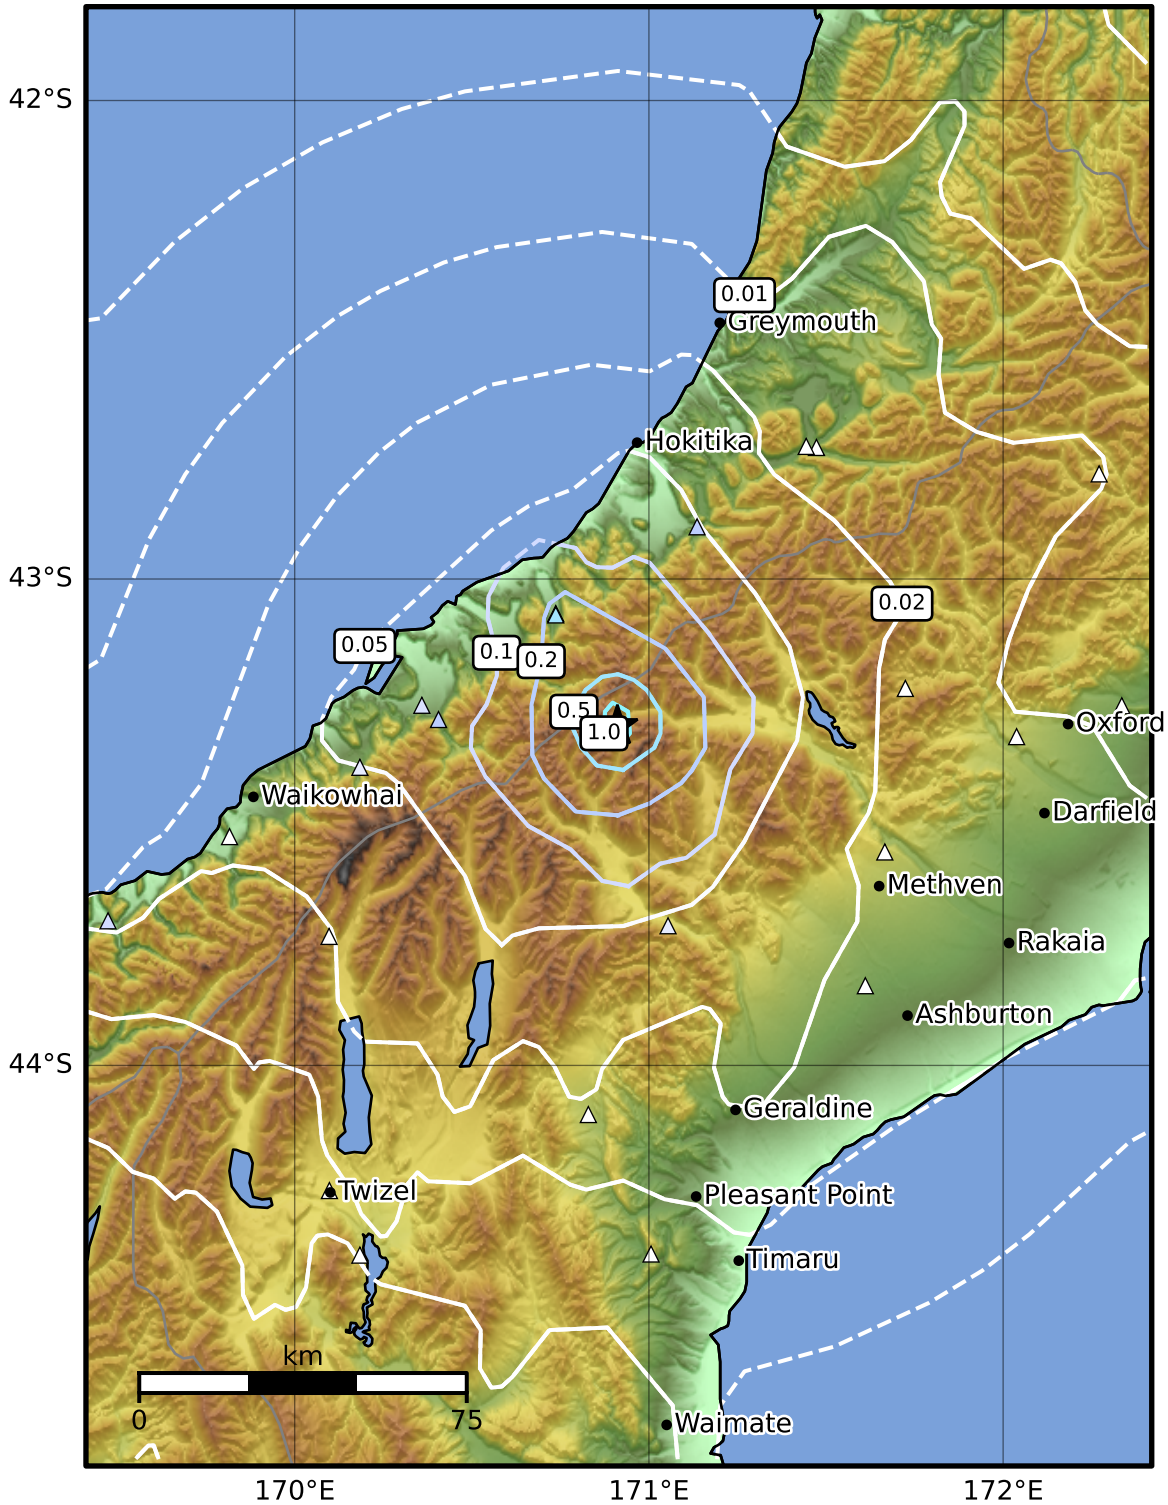 42°S
0.01
Greymouth
Hokitika
43°S
0.02
0.05
0.1
0.2
0.5
1.0
Oxford
Waikowhai
Darfield
Methven
Rakaia
Ashburton
44°S
Geraldine
Twizel
Pleasant Point
Timaru
km
0
75
Waimate
170°E
171°E
172°E